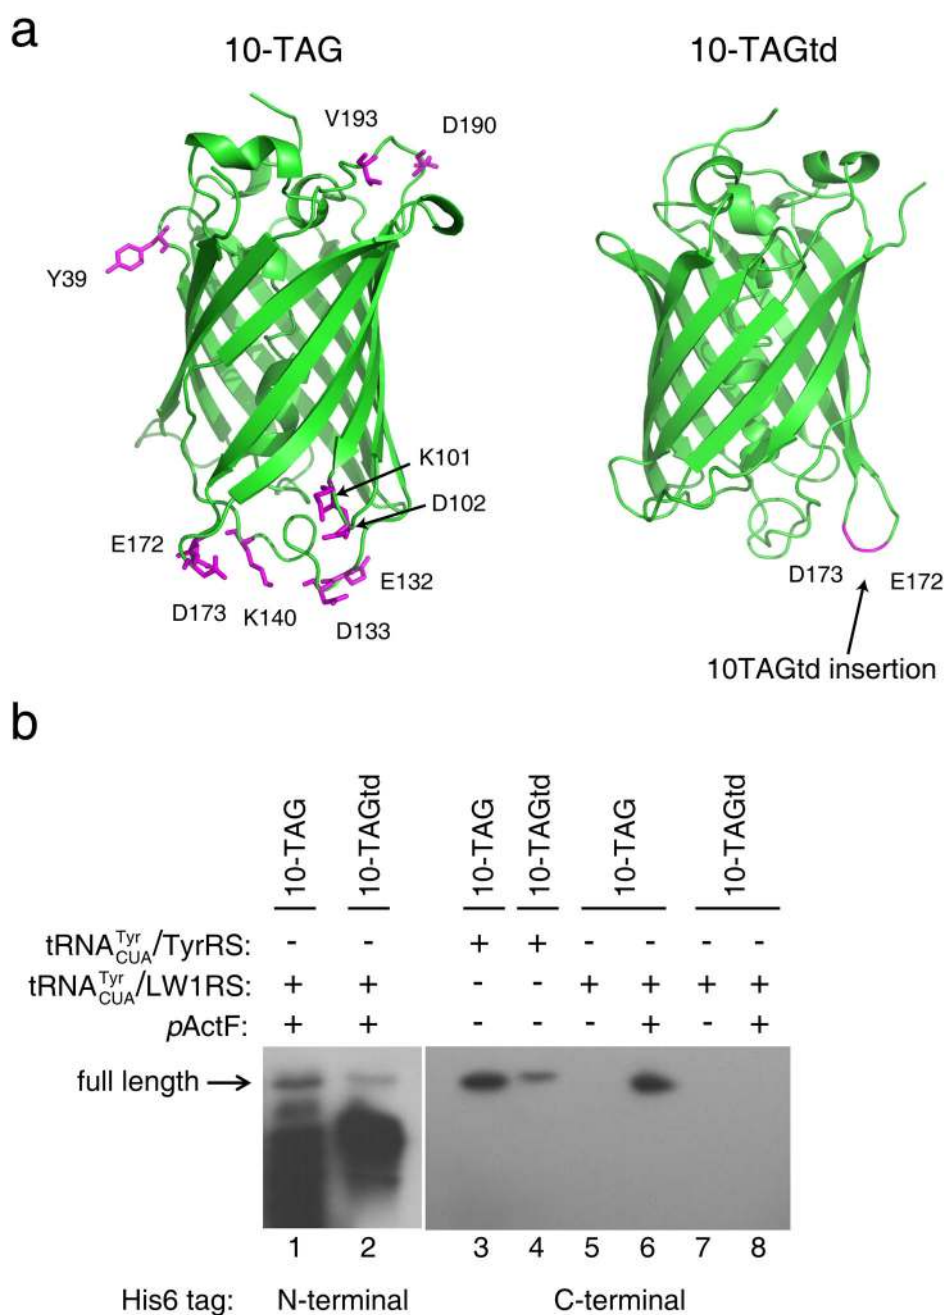 a
10-TAG
10-TAGtd
V193
D190
Y39
K101
D102
E172
E132
D173
K140
D133
D173
E172
10TAGtd insertion
b
10-TAG
10-TAGtd
10-TAG
10-TAGtd
10-TAG
10-TAGtd
tRNA^Tyr_CUA/TyrRS: - - + + - - - -
tRNA^Tyr_CUA/LW1RS: + + - - + + + +
pActF: + + - - - + - +
full length
1 2 3 4 5 6 7 8
His6 tag: N-terminal C-terminal